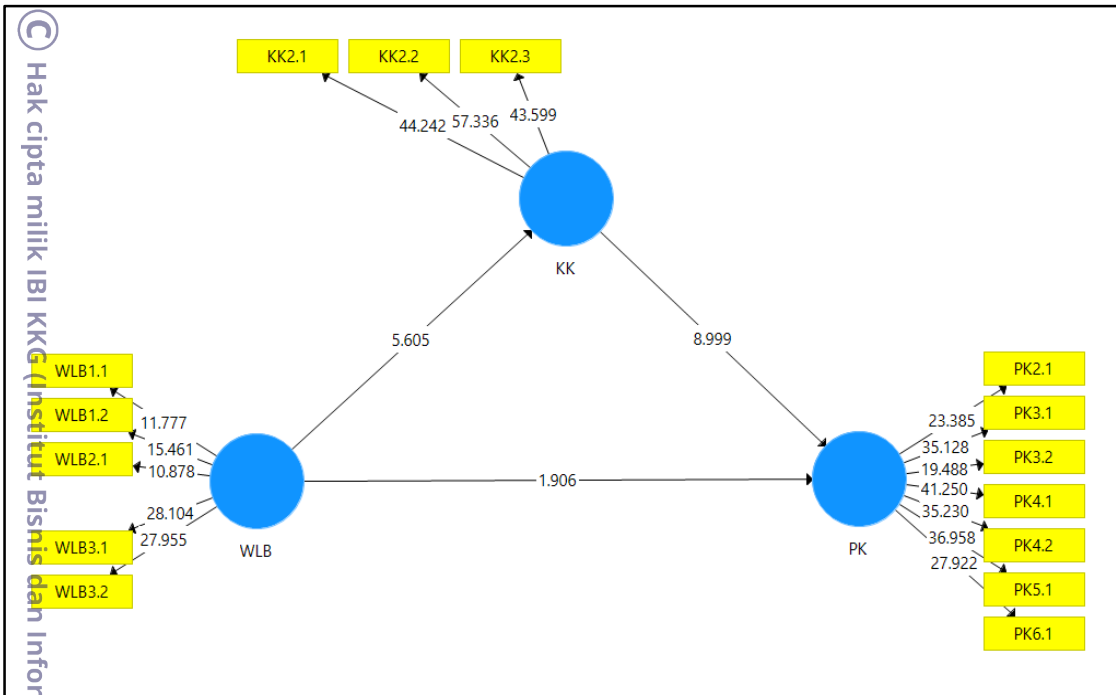 © Hak cipta milik IBI KKG (Institut Bisnis dan Infor
KK2.1
KK2.2
KK2.3
44.242
57.336
43.599
KK
5.605
8.999
WLB1.1
WLB1.2
WLB2.1
WLB3.1
WLB3.2
11.777
15.461
10.878
28.104
27.955
WLB
1.906
PK
23.385
35.128
19.488
41.250
35.230
36.958
27.922
PK2.1
PK3.1
PK3.2
PK4.1
PK4.2
PK5.1
PK6.1